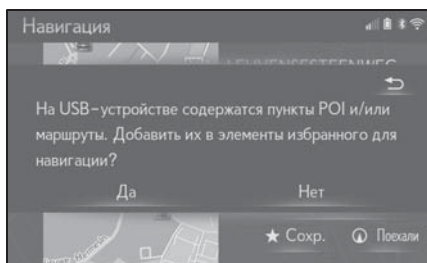 Навигация
На USB-устройстве содержатся пункты POI и/или
маршруты. Добавить их в элементы избранного для
навигации?
Да
Нет
★ Сохр.
Поехали